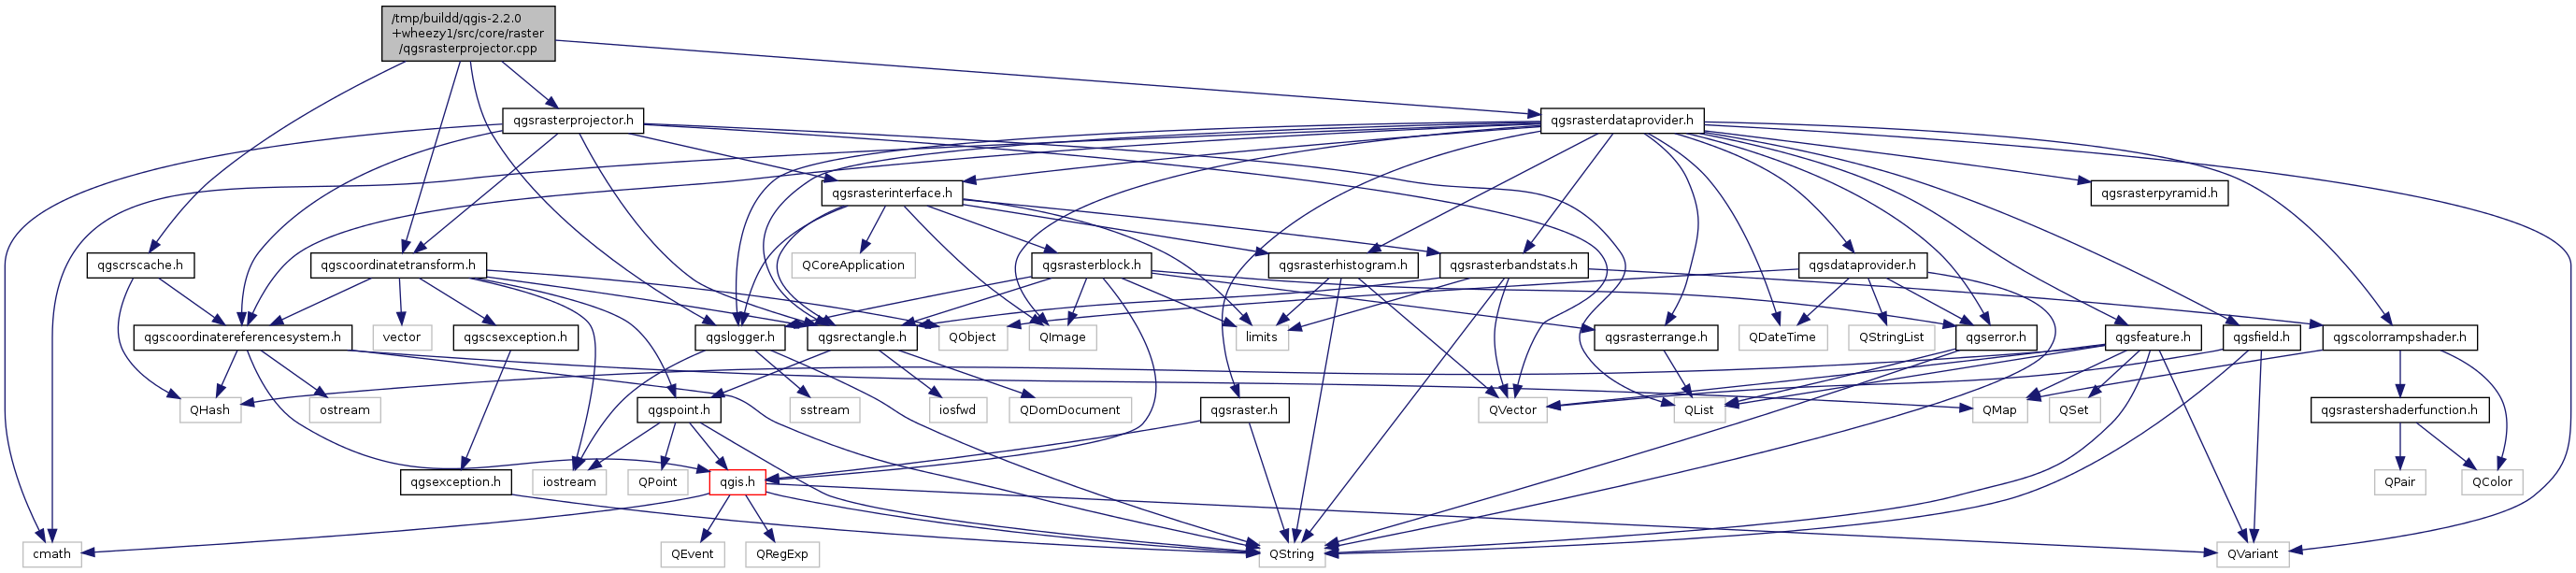 /tmp/buildd/qgis-2.2.0
+wheezy1/src/core/raster
/qgsrasterprojector.cpp
qgsrasterprojector.h
qgsrasterdataprovider.h
qgsrasterinterface.h
qgsrasterpyramid.h
qgscrscache.h
qgscoordinatetransform.h
QCoreApplication
qgsrasterblock.h
qgsrasterhistogram.h
qgsrasterbandstats.h
qgsdataprovider.h
qgscoordinatereferencesystem.h
vector
qgscsexception.h
qgslogger.h
qgsrectangle.h
QObject
QImage
limits
qgsrasterrange.h
QDateTime
QStringList
qgserror.h
qgsfeature.h
qgsfield.h
qgscolorrampshader.h
QHash
ostream
qgspoint.h
sstream
iosfwd
QDomDocument
qgsraster.h
QVector
QList
QMap
QSet
qgsrastershaderfunction.h
qgsexception.h
iostream
QPoint
qgis.h
QPair
QColor
cmath
QEvent
QRegExp
QString
QVariant